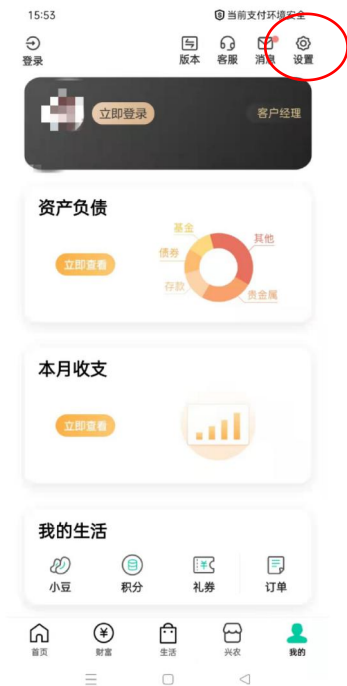 15:53 当前支付环境安全
登录 版本 客服 消息 设置
立即登录 客户经理
资产负债
基金
其他
债券
立即查看
存款
贵金属
本月收支
立即查看
我的生活
小豆 积分 礼券 订单
首页 财富 生活 兴农 我的